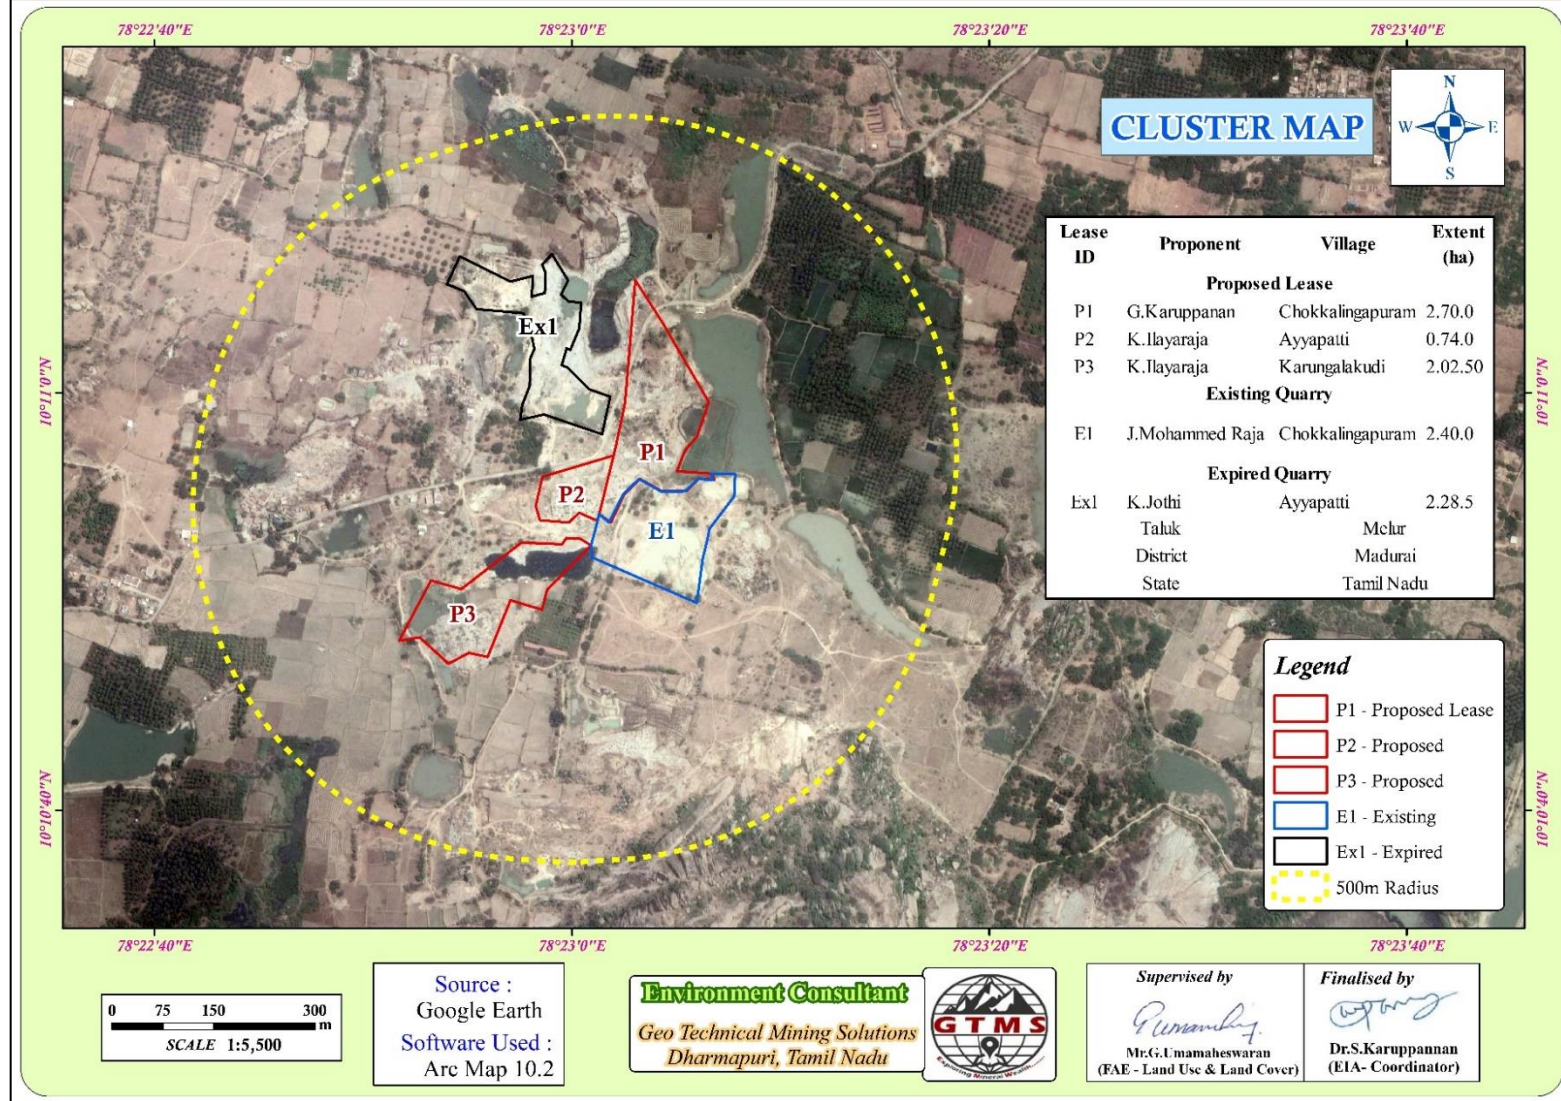 78°22'40"E 78°23'0"E 78°23'20"E 78°23'40"E
CLUSTER MAP
N
W E
S
Lease ID Proponent Village Extent (ha)
Proposed Lease
P1 G.Karuppanan Chokkalingapuram 2.70.0
P2 K.Ilayaraja Ayyapatti 0.74.0
P3 K.Ilayaraja Karungalakudi 2.02.50
Existing Quarry
E1 J.Mohammed Raja Chokkalingapuram 2.40.0
Expired Quarry
Ex1 K.Jothi Ayyapatti 2.28.5
Taluk Melur
District Madurai
State Tamil Nadu
Ex1
P1
P2
E1
P3
10°11'0"N 10°11'0"N
10°10'40"N 10°10'40"N
Legend
P1 - Proposed Lease
P2 - Proposed
P3 - Proposed
E1 - Existing
Ex1 - Expired
500m Radius
78°22'40"E 78°23'0"E 78°23'20"E 78°23'40"E
0 75 150 300
m
SCALE 1:5,500
Source :
Google Earth
Software Used :
Arc Map 10.2
Environment Consultant
Geo Technical Mining Solutions
Dharmapuri, Tamil Nadu
GTMS
Exploring Mineral Wealth......
Supervised by
Mr.G.Umamaheswaran
(FAE - Land Use & Land Cover)
Finalised by
Dr.S.Karuppannan
(EIA- Coordinator)